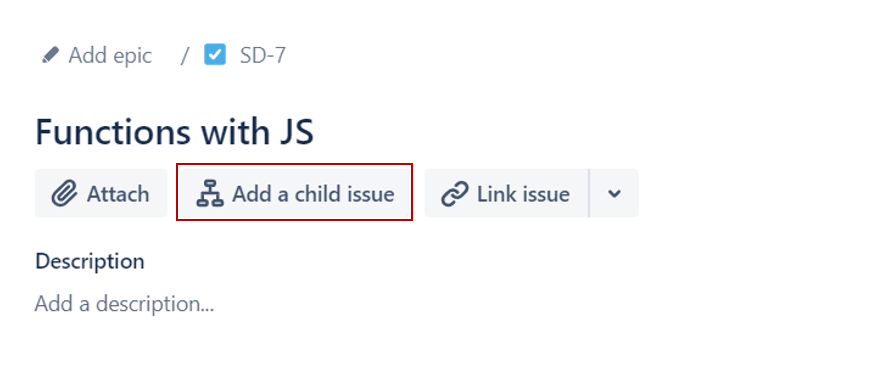 Add epic / SD-7
Functions with JS
Attach Add a child issue Link issue
Description
Add a description...